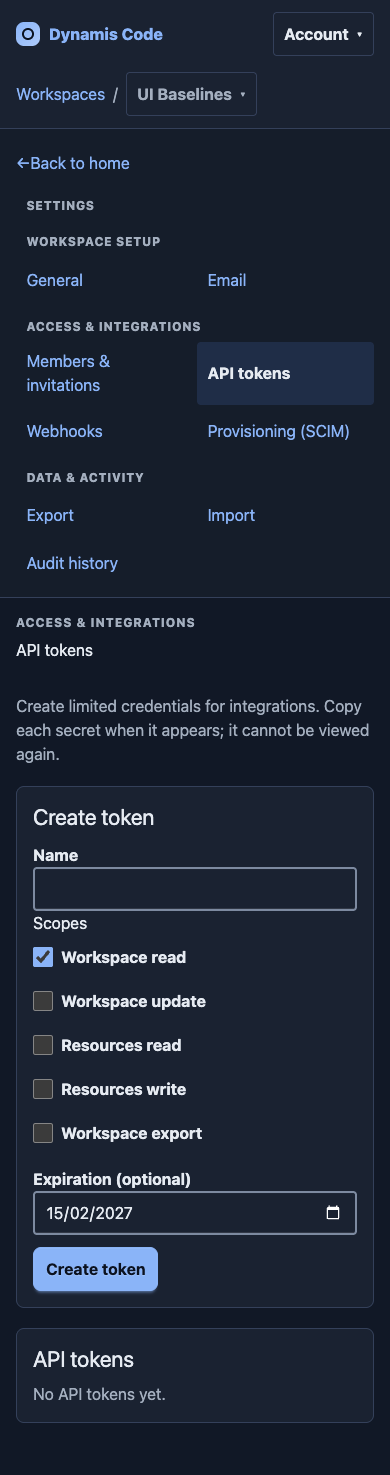 Dynamis Code
Account ▾
Workspaces / UI Baselines ▾
←Back to home
SETTINGS
WORKSPACE SETUP
General Email
ACCESS & INTEGRATIONS
Members &
invitations
API tokens
Webhooks Provisioning (SCIM)
DATA & ACTIVITY
Export Import
Audit history
ACCESS & INTEGRATIONS
API tokens
Create limited credentials for integrations. Copy
each secret when it appears; it cannot be viewed
again.
Create token
Name
Scopes
Workspace read
Workspace update
Resources read
Resources write
Workspace export
Expiration (optional)
15/02/2027
Create token
API tokens
No API tokens yet.